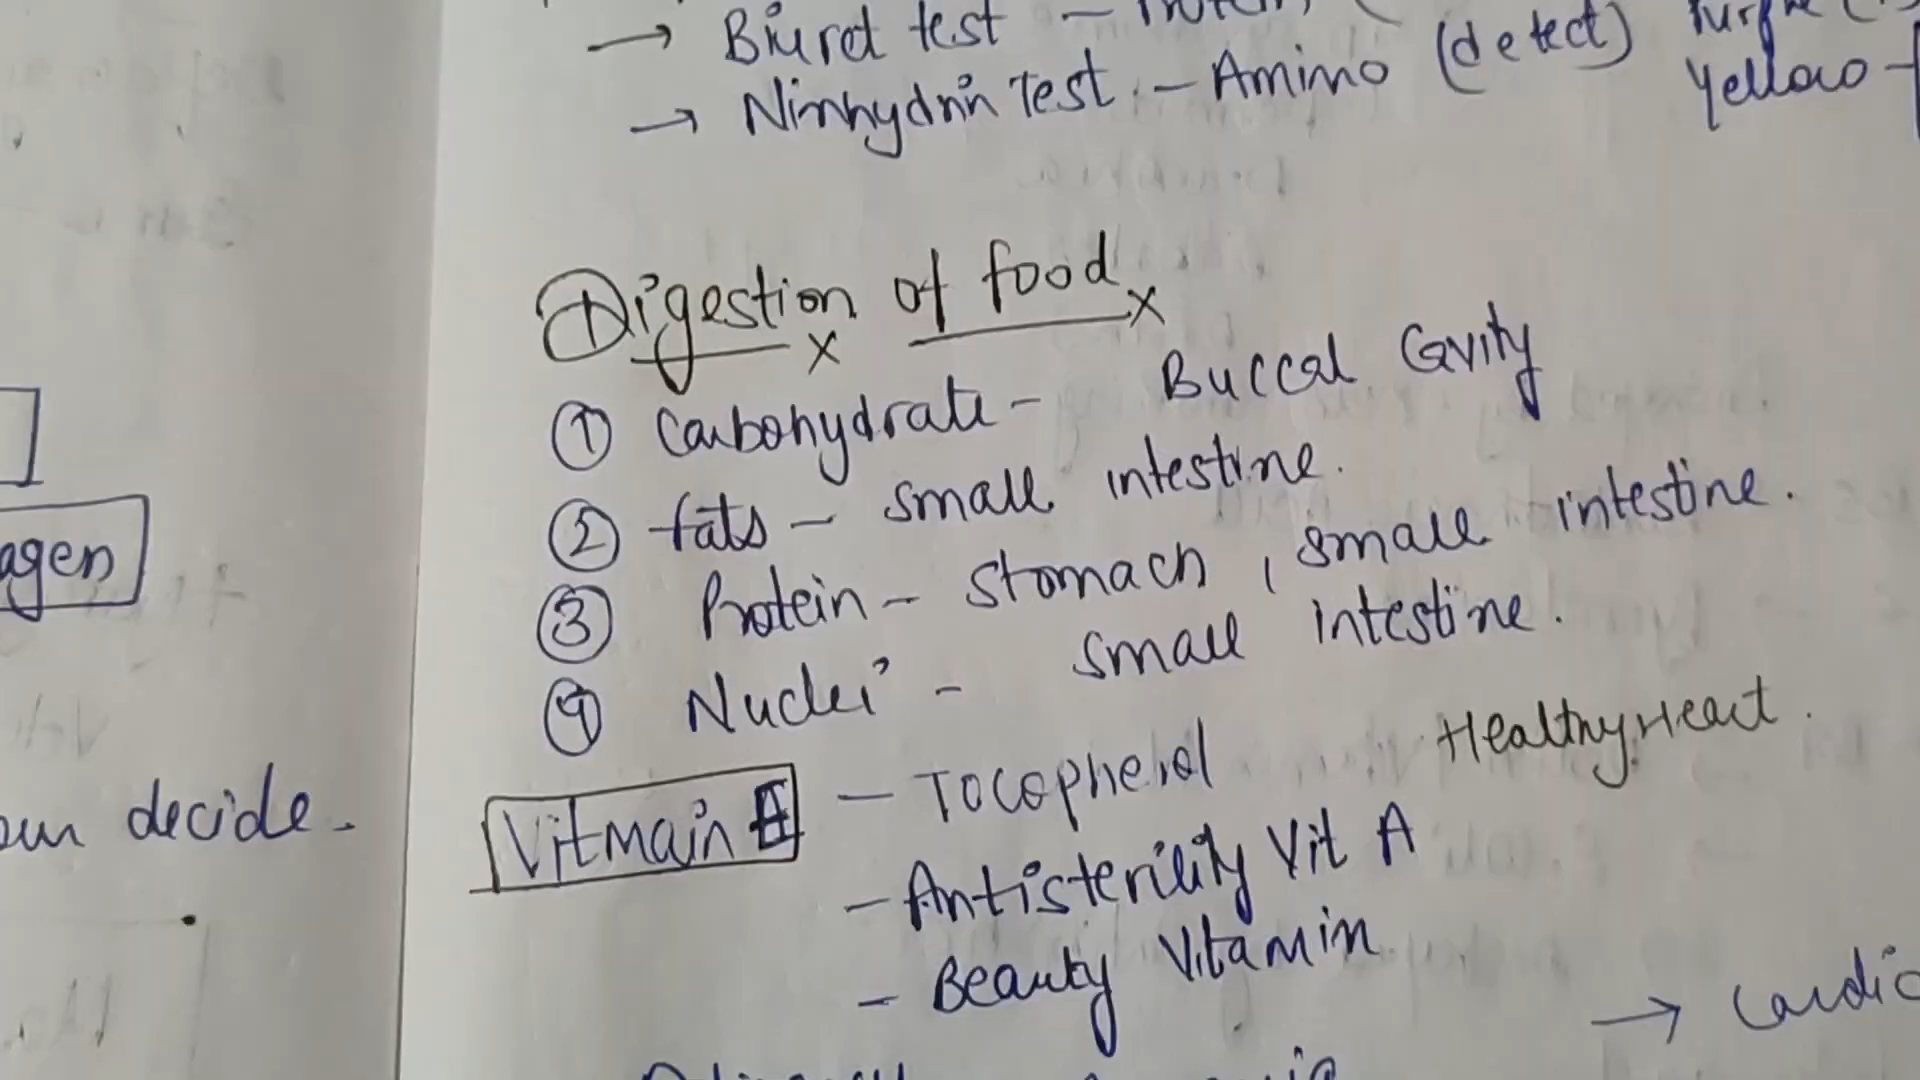 → Biuret test -
→ Ninhydrin Test - Amino (detect)
Yellow -
Digestion of food
① Carbohydrate - Buccal Cavity
② fats - small intestine.
③ Protein - Stomach, small intestine.
④ Nuclei - small intestine.
agen
decide.
Vitmain E - Tocopherol Healthy Heart.
- Antisterility Vit A
- Beauty Vitamin
→ Cardio